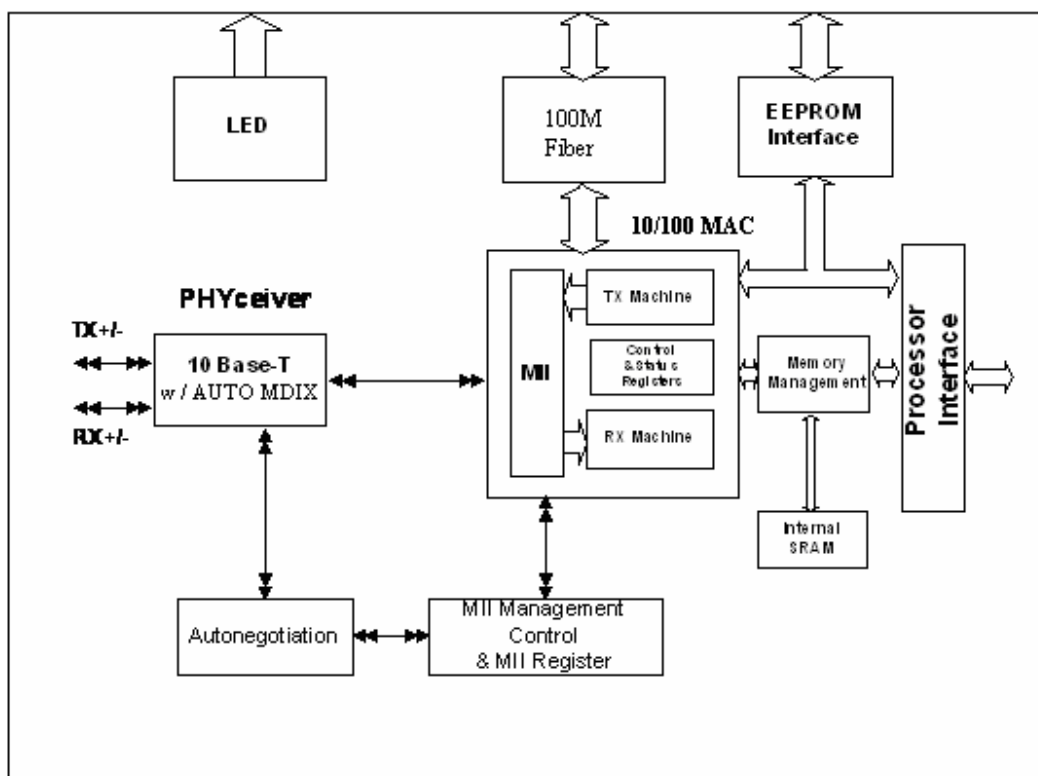 LED
100M
Fiber
EEPROM
Interface
10/100 MAC
PHYceiver
TX+/-
RX+/-
10 Base-T
w / AUTO MDIX
MII
TX Machine
Control
& Status
Registers
RX Machine
Memory
Management
Processor
Interface
Internal
SRAM
Autonegotiation
MII Management
Control
& MII Register